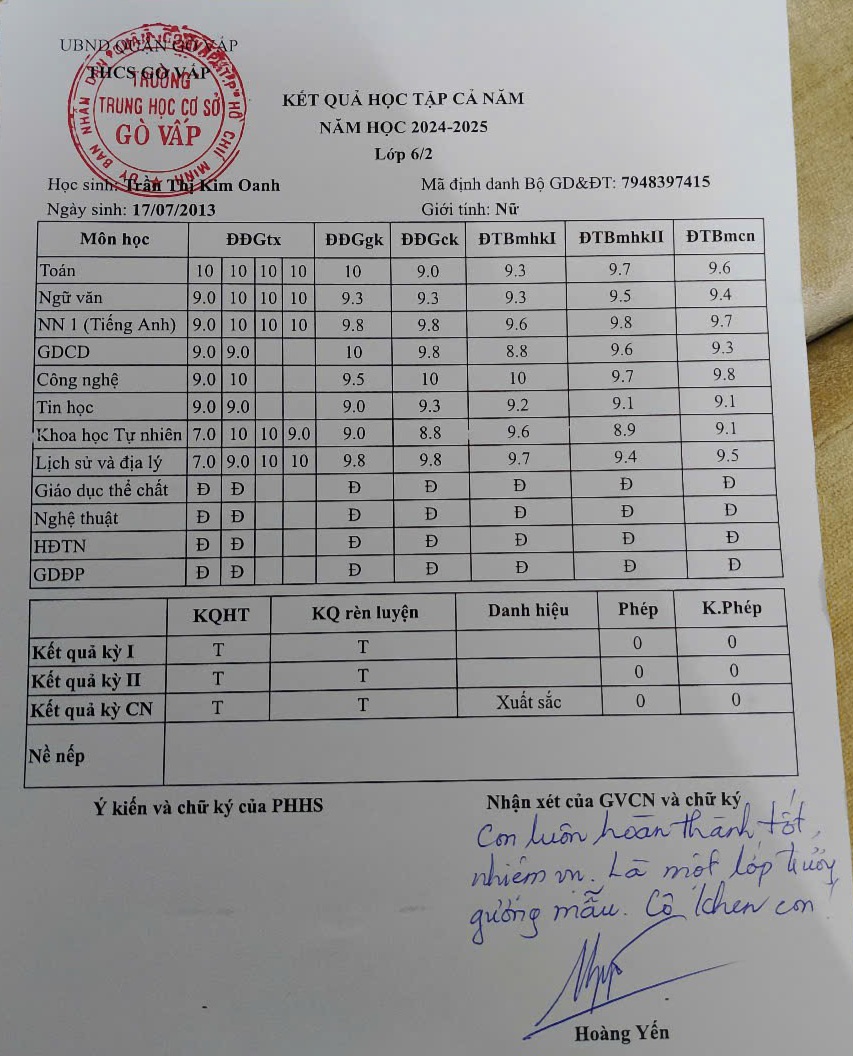 UBND QUẬN GÒ VẤP
THCS GÒ VẤP
ỦY BAN NHÂN DÂN QUẬN GÒ VẤP T.P HỒ CHÍ MINH
TRƯỜNG
TRUNG HỌC CƠ SỞ
GÒ VẤP
KẾT QUẢ HỌC TẬP CẢ NĂM
NĂM HỌC 2024-2025
Lớp 6/2
Học sinh: Trần Thị Kim Oanh Mã định danh Bộ GD&ĐT: 7948397415
Ngày sinh: 17/07/2013 Giới tính: Nữ
Môn học ĐĐGtx ĐĐGgk ĐĐGck ĐTBmhkI ĐTBmhkII ĐTBmcn
Toán 10 10 10 10 10 9.0 9.3 9.7 9.6
Ngữ văn 9.0 10 10 10 9.3 9.3 9.3 9.5 9.4
NN 1 (Tiếng Anh) 9.0 10 10 10 9.8 9.8 9.6 9.8 9.7
GDCD 9.0 9.0 10 9.8 8.8 9.6 9.3
Công nghệ 9.0 10 9.5 10 10 9.7 9.8
Tin học 9.0 9.0 9.0 9.3 9.2 9.1 9.1
Khoa học Tự nhiên 7.0 10 10 9.0 9.0 8.8 9.6 8.9 9.1
Lịch sử và địa lý 7.0 9.0 10 10 9.8 9.8 9.7 9.4 9.5
Giáo dục thể chất Đ Đ Đ Đ Đ Đ Đ
Nghệ thuật Đ Đ Đ Đ Đ Đ Đ
HĐTN Đ Đ Đ Đ Đ Đ Đ
GDĐP Đ Đ Đ Đ Đ Đ Đ
KQHT KQ rèn luyện Danh hiệu Phép K.Phép
Kết quả kỳ I T T 0 0
Kết quả kỳ II T T 0 0
Kết quả kỳ CN T T Xuất sắc 0 0
Nề nếp
Ý kiến và chữ ký của PHHS Nhận xét của GVCN và chữ ký
Con luôn hoàn thành tốt
nhiệm vụ. Là một lớp trưởng
gương mẫu. Cô khen con!
Hoàng Yến